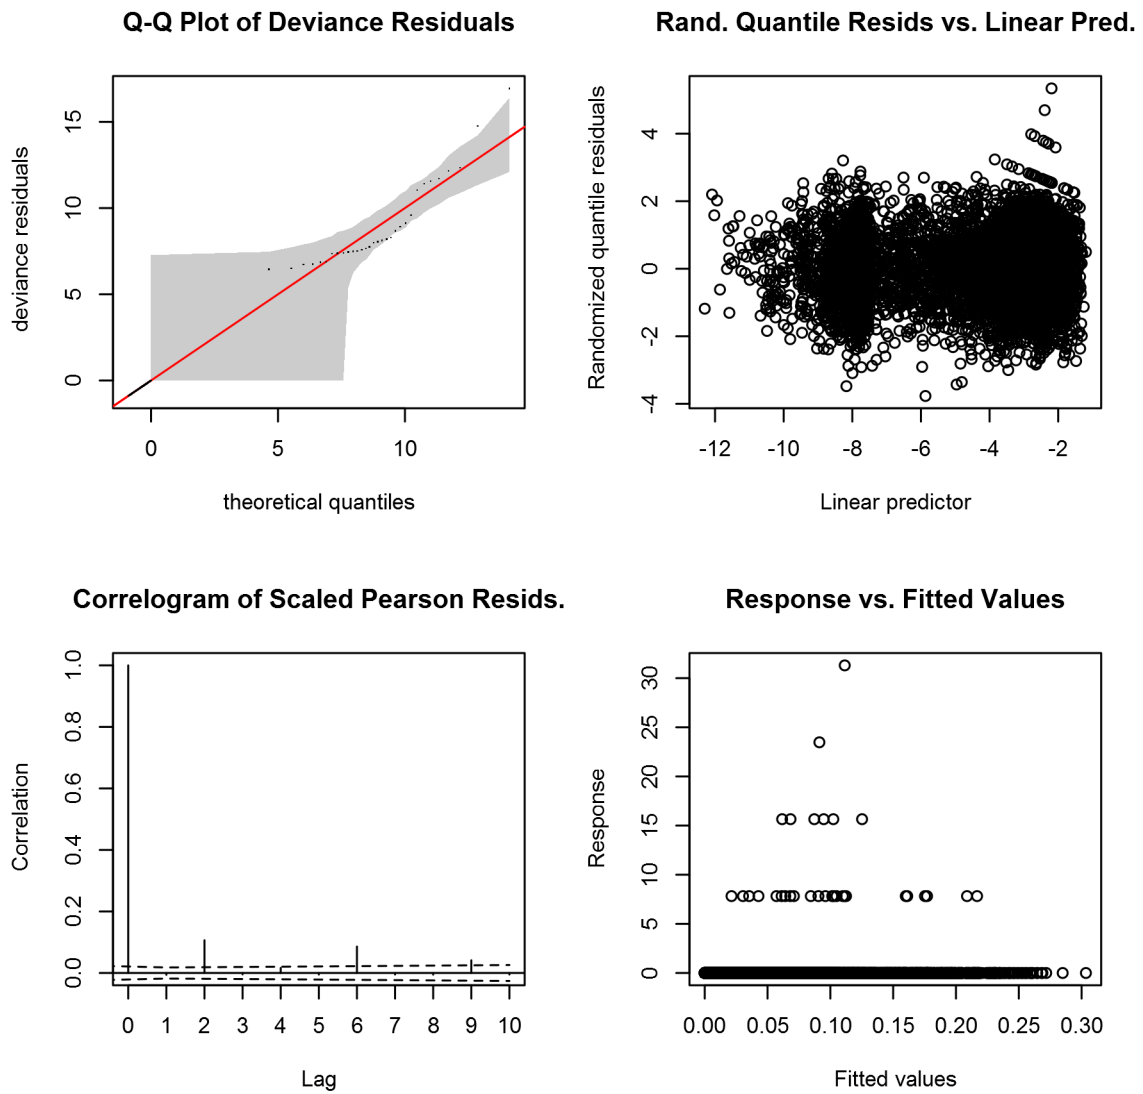 Q-Q Plot of Deviance Residuals
deviance residuals
15
10
5
0
0 5 10
theoretical quantiles
Rand. Quantile Resids vs. Linear Pred.
Randomized quantile residuals
4
2
0
-2
-4
-12 -10 -8 -6 -4 -2
Linear predictor
Correlogram of Scaled Pearson Resids.
Correlation
1.0
0.8
0.6
0.4
0.2
0.0
0 1 2 3 4 5 6 7 8 9 10
Lag
Response vs. Fitted Values
Response
30
25
20
15
10
5
0
0.00 0.05 0.10 0.15 0.20 0.25 0.30
Fitted values